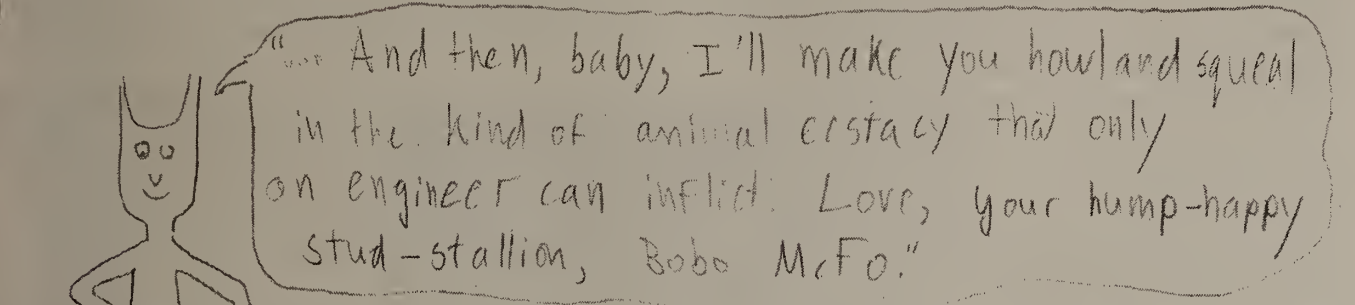 "... And then, baby, I'll make you howl and squeal
in the kind of animal ecstacy that only
an engineer can inflict. Love, your hump-happy
stud-stallion, Bobo McFo."